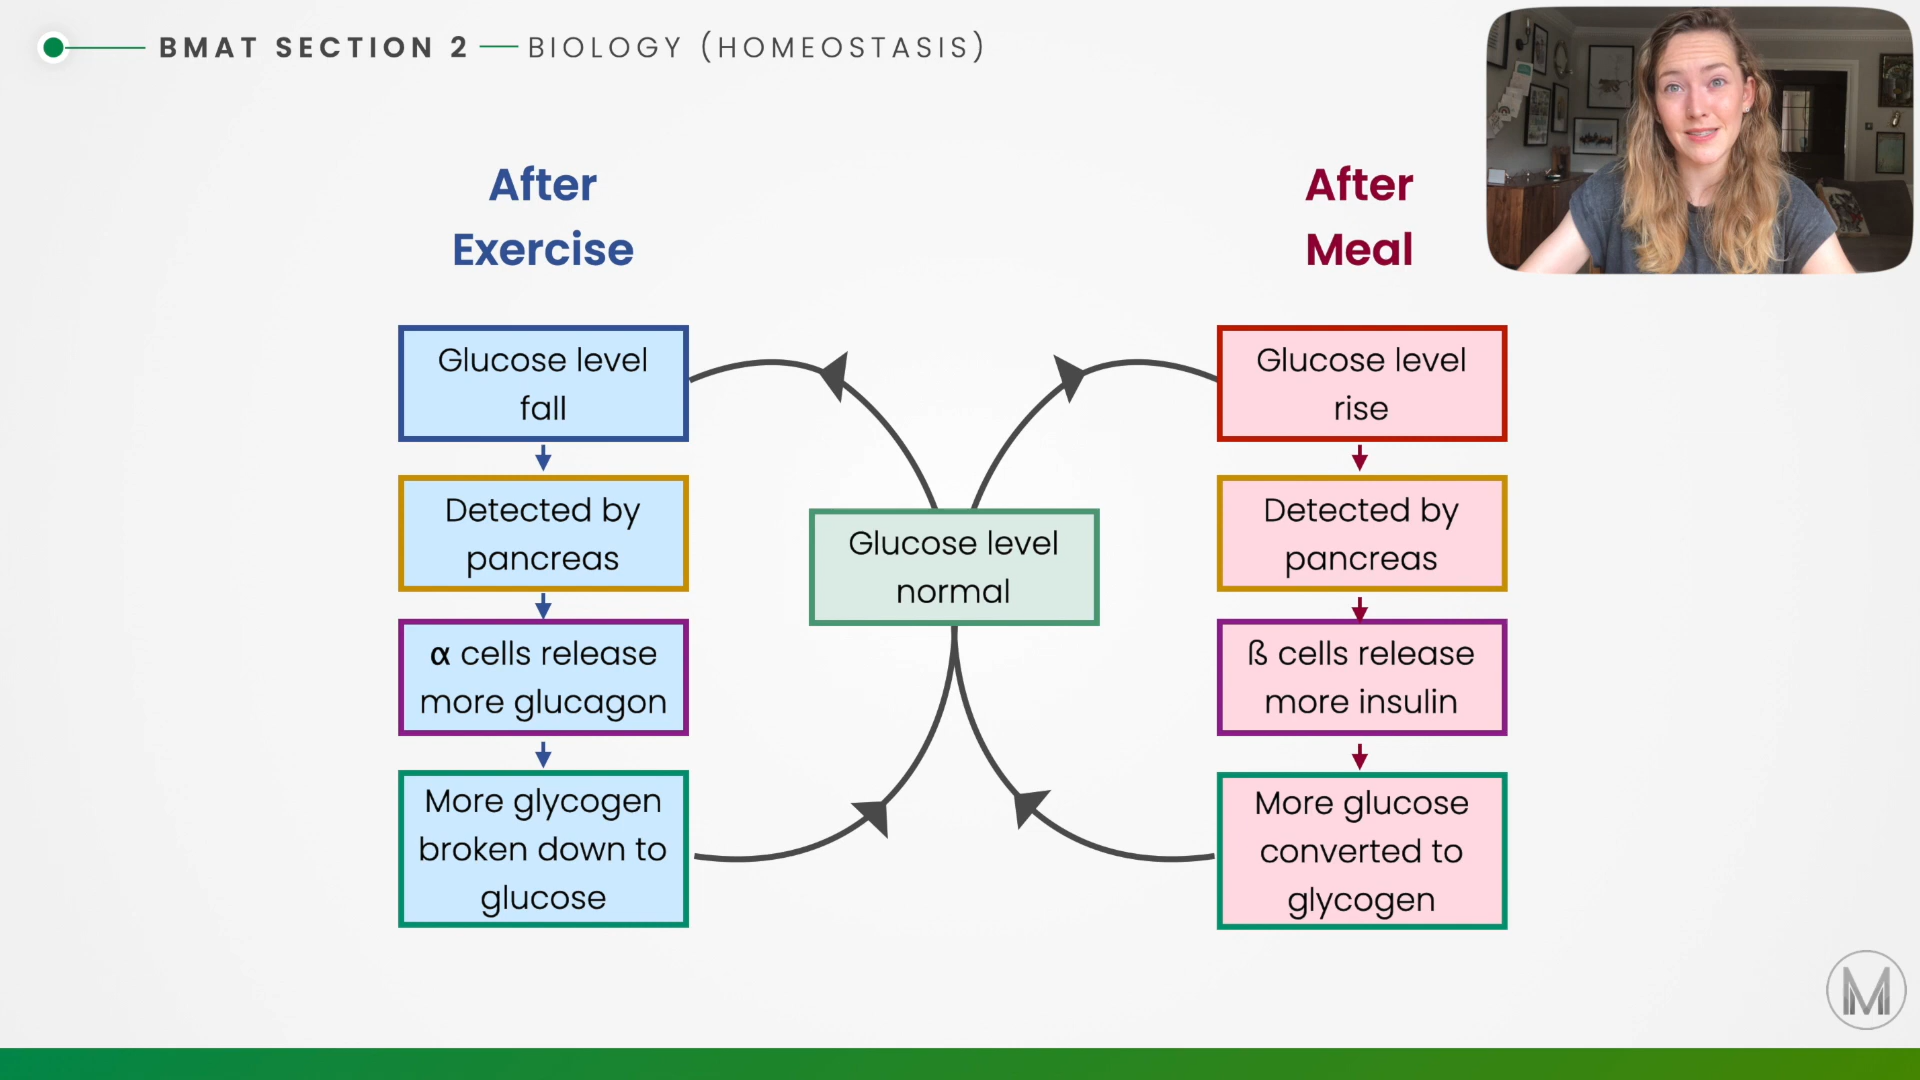 BMAT SECTION 2 — BIOLOGY (HOMEOSTASIS)
After
Exercise
Glucose level
fall
Detected by
pancreas
α cells release
more glucagon
More glycogen
broken down to
glucose
Glucose level
normal
After
Meal
Glucose level
rise
Detected by
pancreas
ß cells release
more insulin
More glucose
converted to
glycogen
M